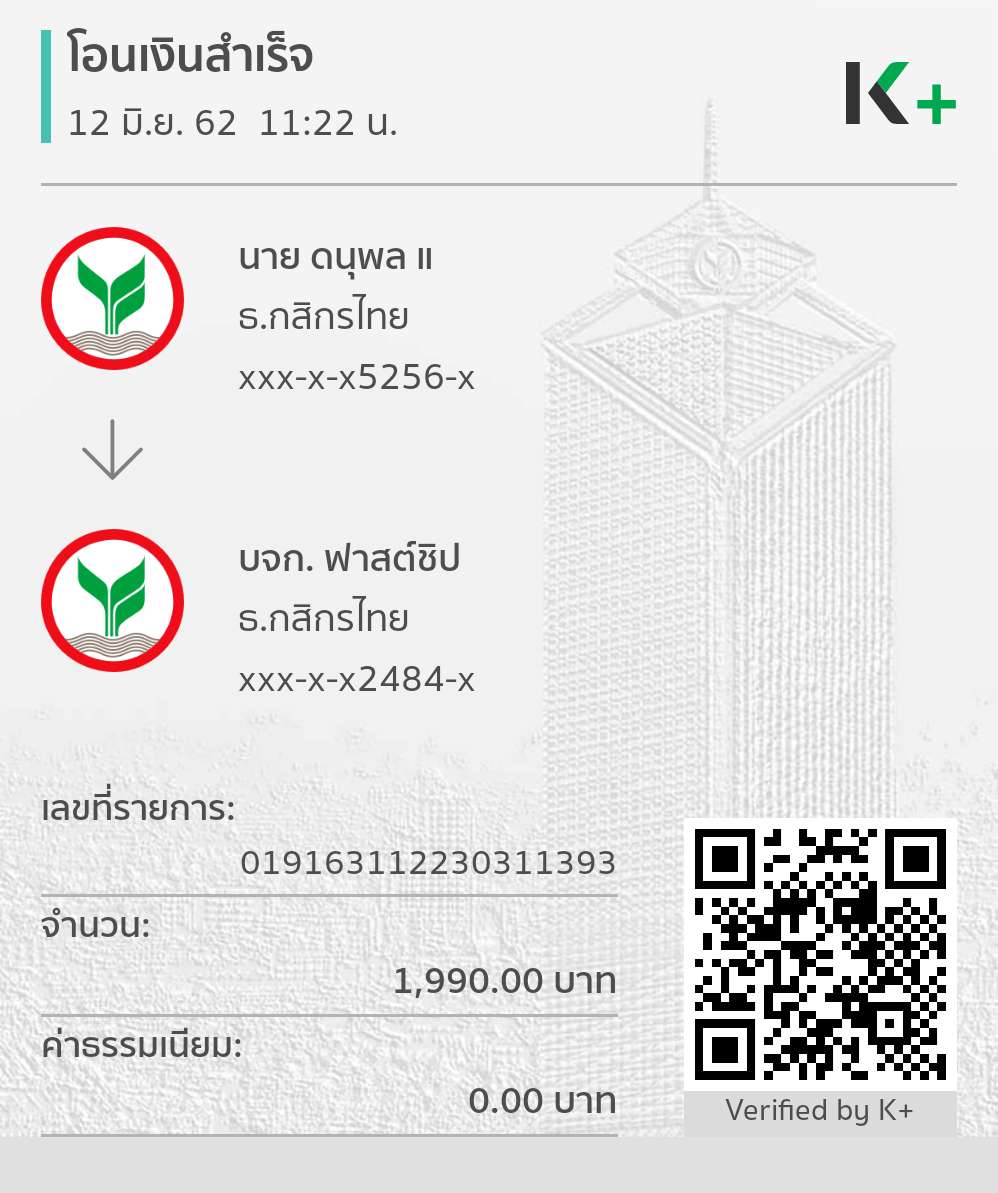 โอนเงินสำเร็จ
12 มิ.ย. 62 11:22 น.
K+
นาย ดนุพล แ
ธ.กสิกรไทย
xxx-x-x5256-x
บจก. ฟาสต์ชิป
ธ.กสิกรไทย
xxx-x-x2484-x
เลขที่รายการ:
019163112230311393
จำนวน:
1,990.00 บาท
ค่าธรรมเนียม:
0.00 บาท
Verified by K+